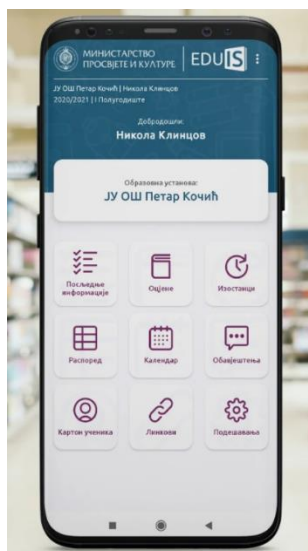 МИНИСТАРСТВО
ПРОСВЈЕТЕ И КУЛТУРЕ
EDUIS
ЈУ ОШ Петар Кочић | Никола Клинцов
2020/2021 | I Полугодиште
Добродошли:
Никола Клинцов
Образовна установа:
ЈУ ОШ Петар Кочић
Посљедње
информације
Оцјене
Изостанци
Распоред
Календар
Обавјештења
Картон ученика
Линкови
Подешавања